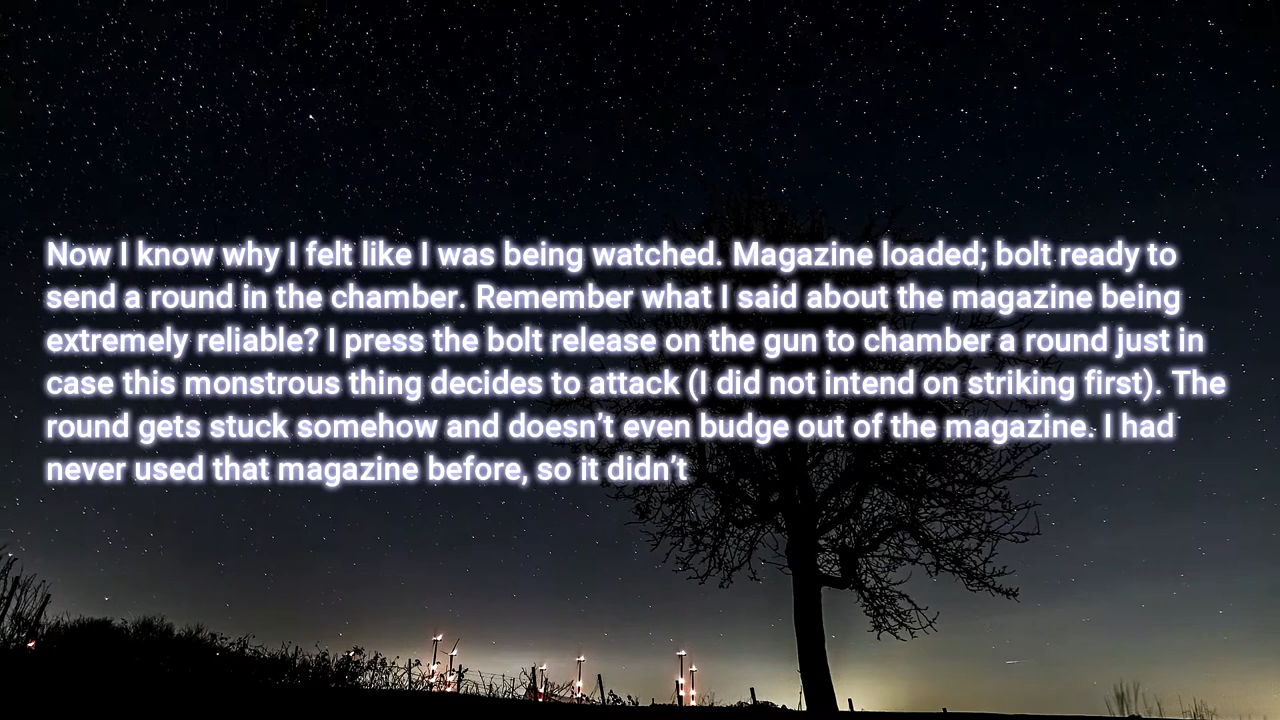 Now I know why I felt like I was being watched. Magazine loaded; bolt ready to
send a round in the chamber. Remember what I said about the magazine being
extremely reliable? I press the bolt release on the gun to chamber a round just in
case this monstrous thing decides to attack (I did not intend on striking first). The
round gets stuck somehow and doesn’t even budge out of the magazine. I had
never used that magazine before, so it didn’t